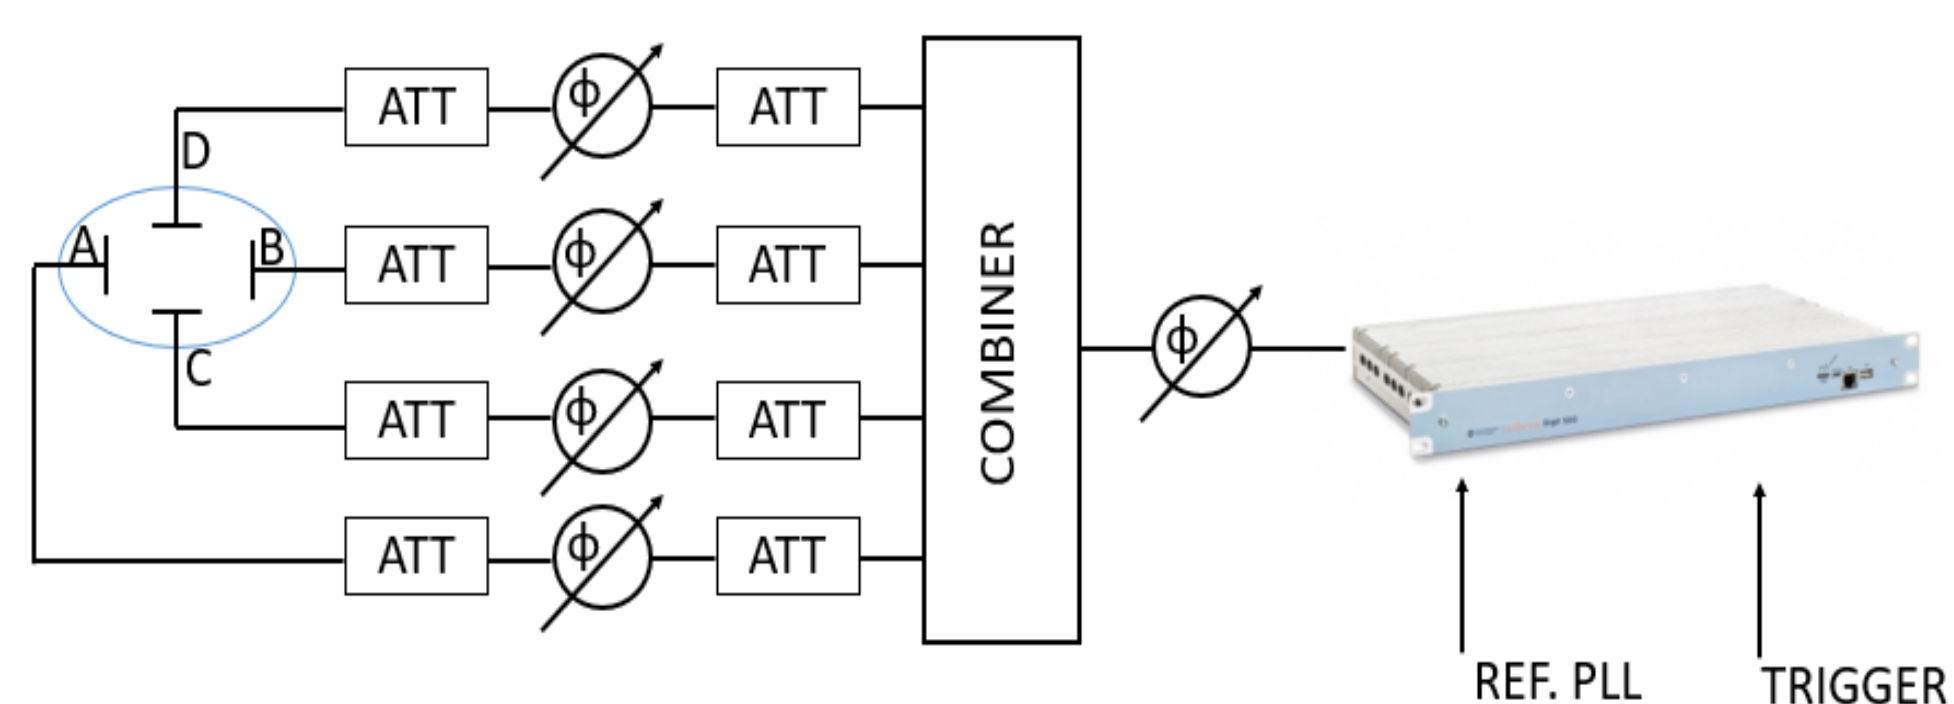 D
ATT ϕ ATT
A
B
ATT ϕ ATT
C
ATT ϕ ATT
ATT ϕ ATT
COMBINER
ϕ
REF. PLL
TRIGGER